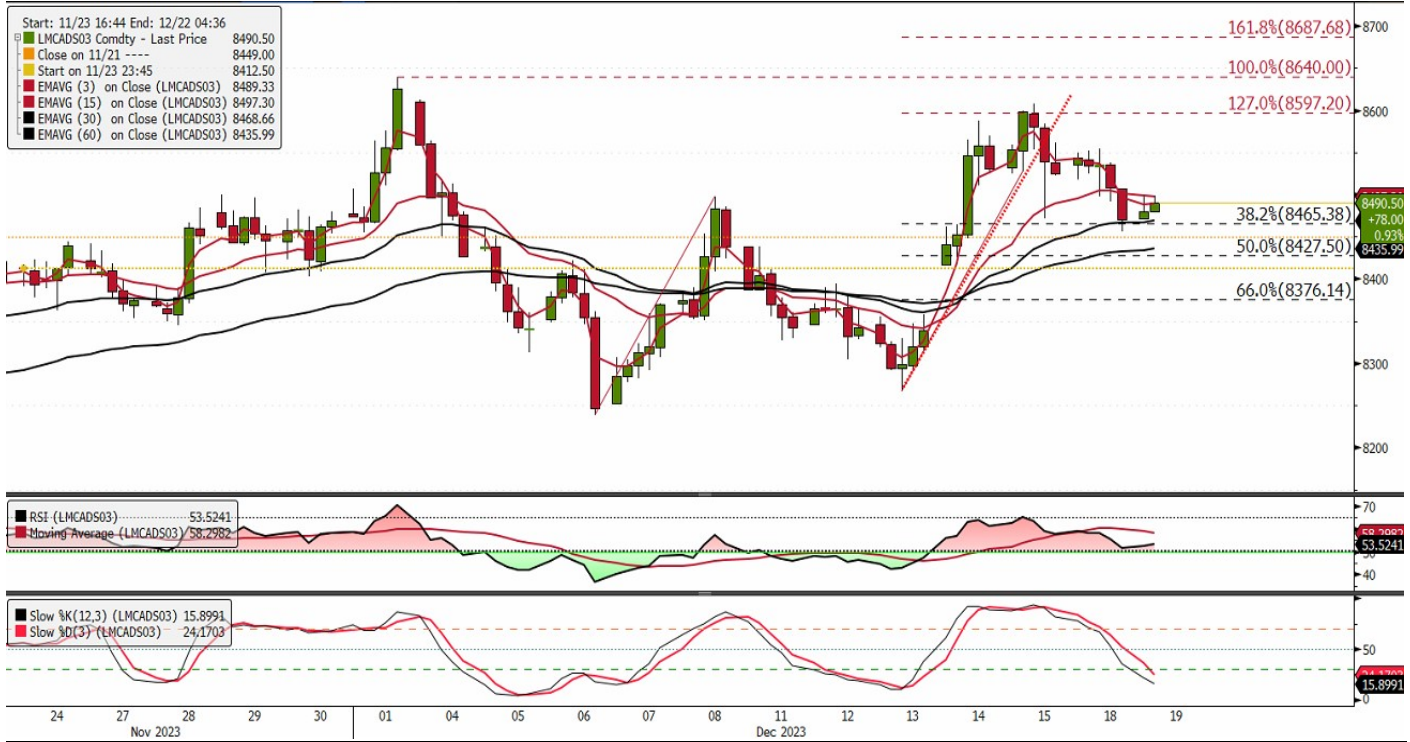 Start: 11/23 16:44 End: 12/22 04:36
LMCADS03 Comdty - Last Price 8490.50
Close on 11/21 ---- 8449.00
Start on 11/23 23:45 8412.50
EMAVG (3) on Close (LMCADS03) 8489.33
EMAVG (15) on Close (LMCADS03) 8497.30
EMAVG (30) on Close (LMCADS03) 8468.66
EMAVG (60) on Close (LMCADS03) 8435.99
161.8%(8687.68)
100.0%(8640.00)
127.0%(8597.20)
38.2%(8465.38)
50.0%(8427.50)
66.0%(8376.14)
8700
8600
8490.50
+78.00
0.93%
8435.99
8400
8300
8200
RSI (LMCADS03) 53.5241
Moving Average (LMCADS03) 58.2982
70
58.2982
53.5241
40
Slow %K(12,3) (LMCADS03) 15.8991
Slow %D(3) (LMCADS03) 24.1703
50
24.1703
15.8991
0
24 27 28 29 30 01 04 05 06 07 08 11 12 13 14 15 18 19
Nov 2023 Dec 2023